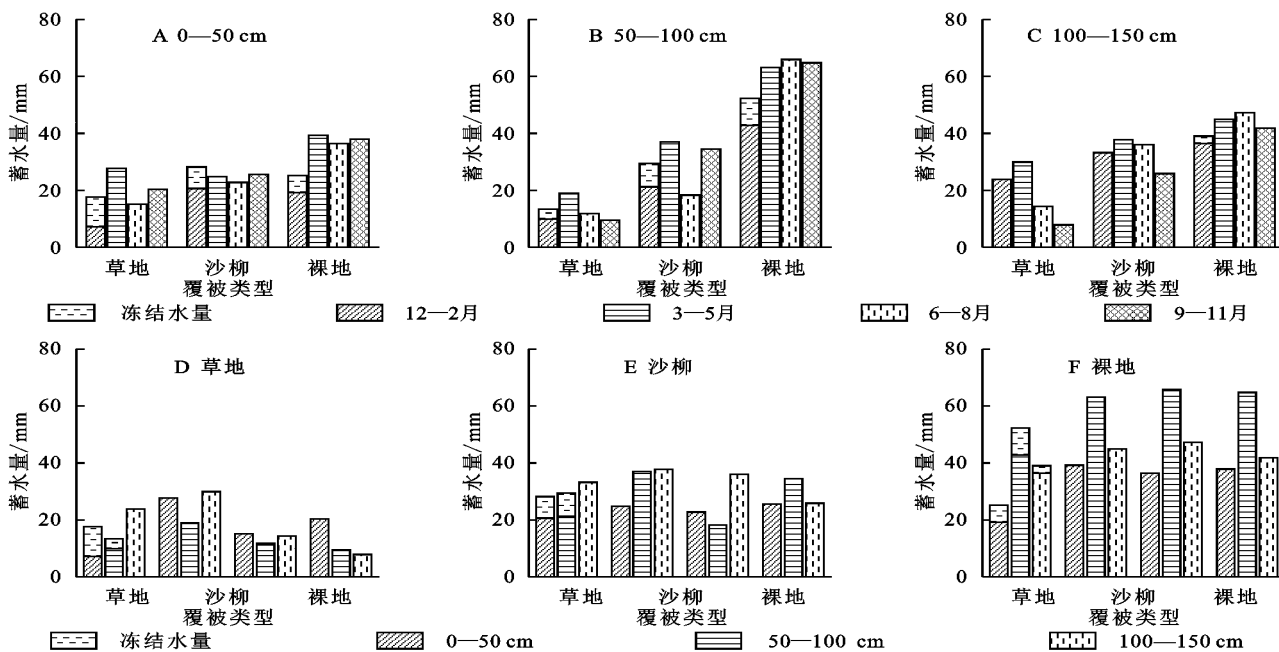 80
60
40
20
0
蓄水量/mm
A 0—50 cm
草地 沙柳 裸地
覆被类型
80
60
40
20
0
蓄水量/mm
B 50—100 cm
草地 沙柳 裸地
覆被类型
80
60
40
20
0
蓄水量/mm
C 100—150 cm
草地 沙柳 裸地
覆被类型
冻结水量 12—2月 3—5月 6—8月 9—11月
80
60
40
20
0
蓄水量/mm
D 草地
草地 沙柳 裸地
覆被类型
80
60
40
20
0
蓄水量/mm
E 沙柳
草地 沙柳 裸地
覆被类型
80
60
40
20
0
蓄水量/mm
F 裸地
草地 沙柳 裸地
覆被类型
冻结水量 0—50 cm 50—100 cm 100—150 cm